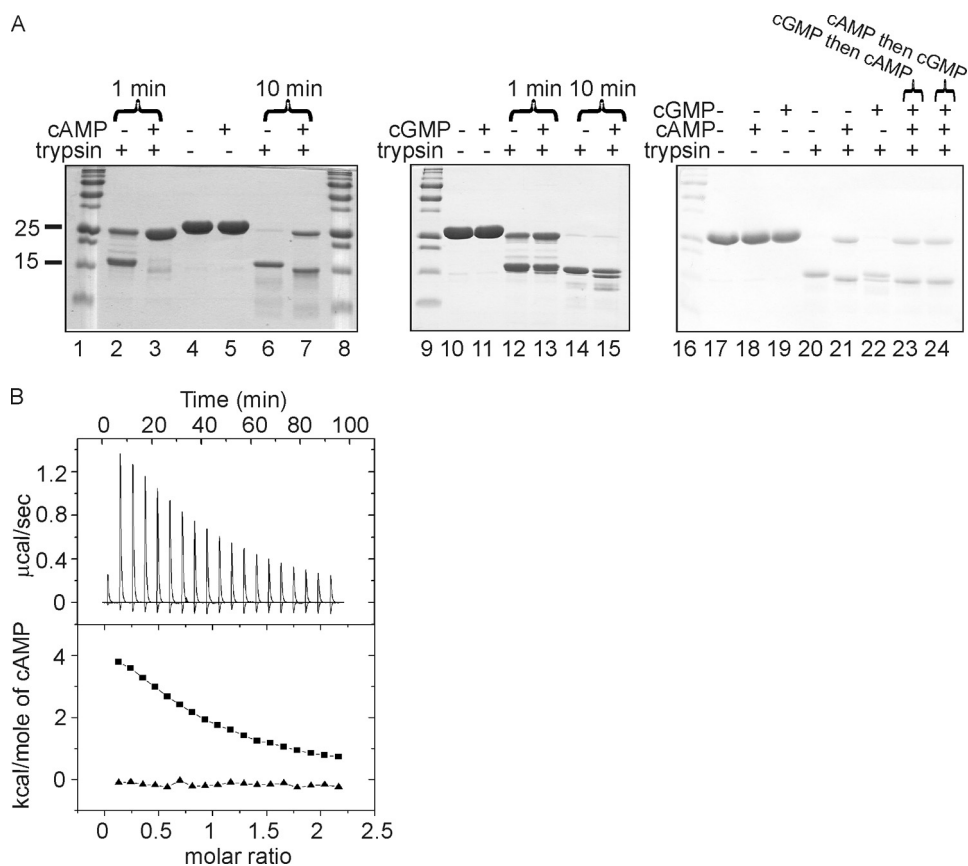 A
1 min
10 min
cAMP - + - + - +
trypsin + + - - + +
25
15
1 2 3 4 5 6 7 8
1 min
10 min
cGMP - + - + - +
trypsin - - + + + +
9 10 11 12 13 14 15
cGMP then cAMP
cAMP then cGMP
cGMP - - + - - + + +
cAMP - + - - + - + +
trypsin - - - + + + + +
16 17 18 19 20 21 22 23 24
B
Time (min)
0 20 40 60 80 100
1.2
0.8
0.4
0
μcal/sec
4
2
0
kcal/mole of cAMP
0 0.5 1 1.5 2 2.5
molar ratio